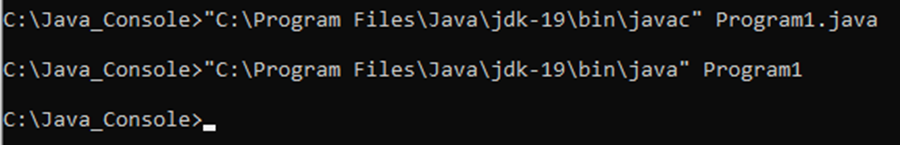 C:\Java_Console>"C:\Program Files\Java\jdk-19\bin\javac" Program1.java
C:\Java_Console>"C:\Program Files\Java\jdk-19\bin\java" Program1
C:\Java_Console>